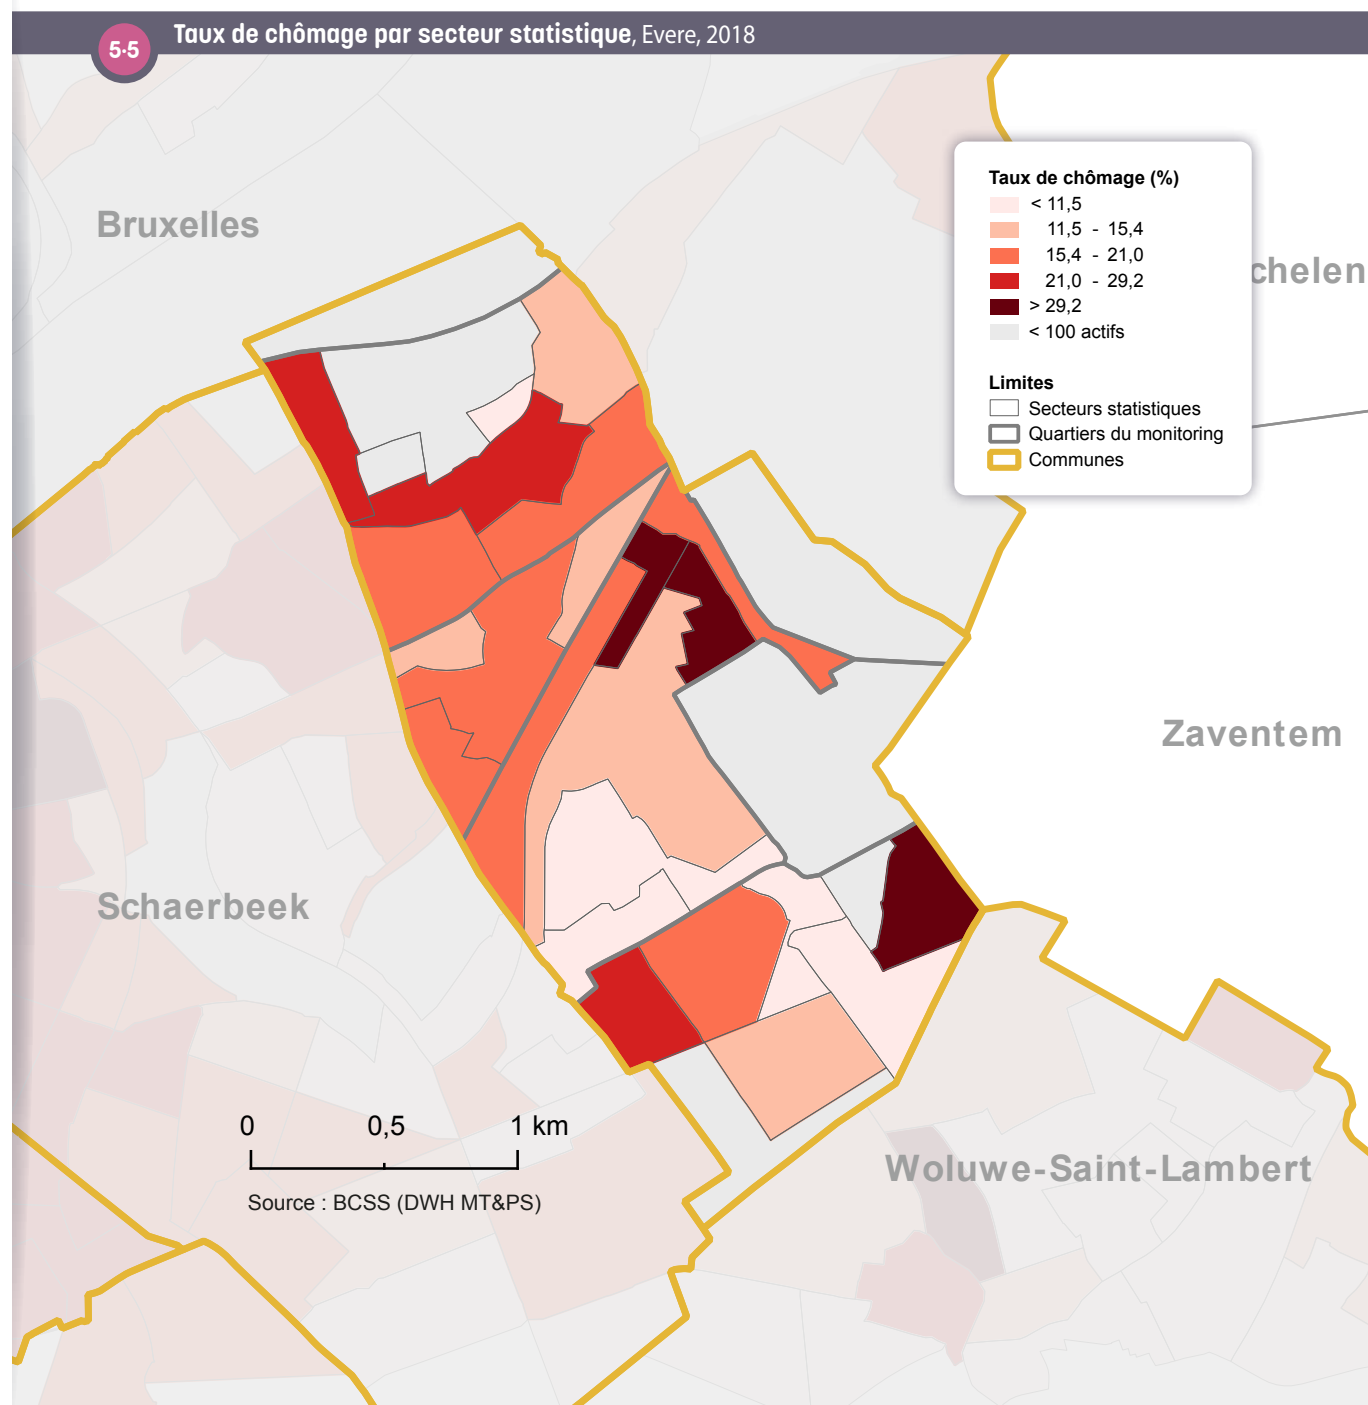 5·5
Taux de chômage par secteur statistique, Evere, 2018
Bruxelles
Taux de chômage (%)
< 11,5
11,5 - 15,4
15,4 - 21,0
21,0 - 29,2
> 29,2
< 100 actifs
Limites
Secteurs statistiques
Quartiers du monitoring
Communes
chelen
Zaventem
Schaerbeek
0 0,5 1 km
Source : BCSS (DWH MT&PS)
Woluwe-Saint-Lambert